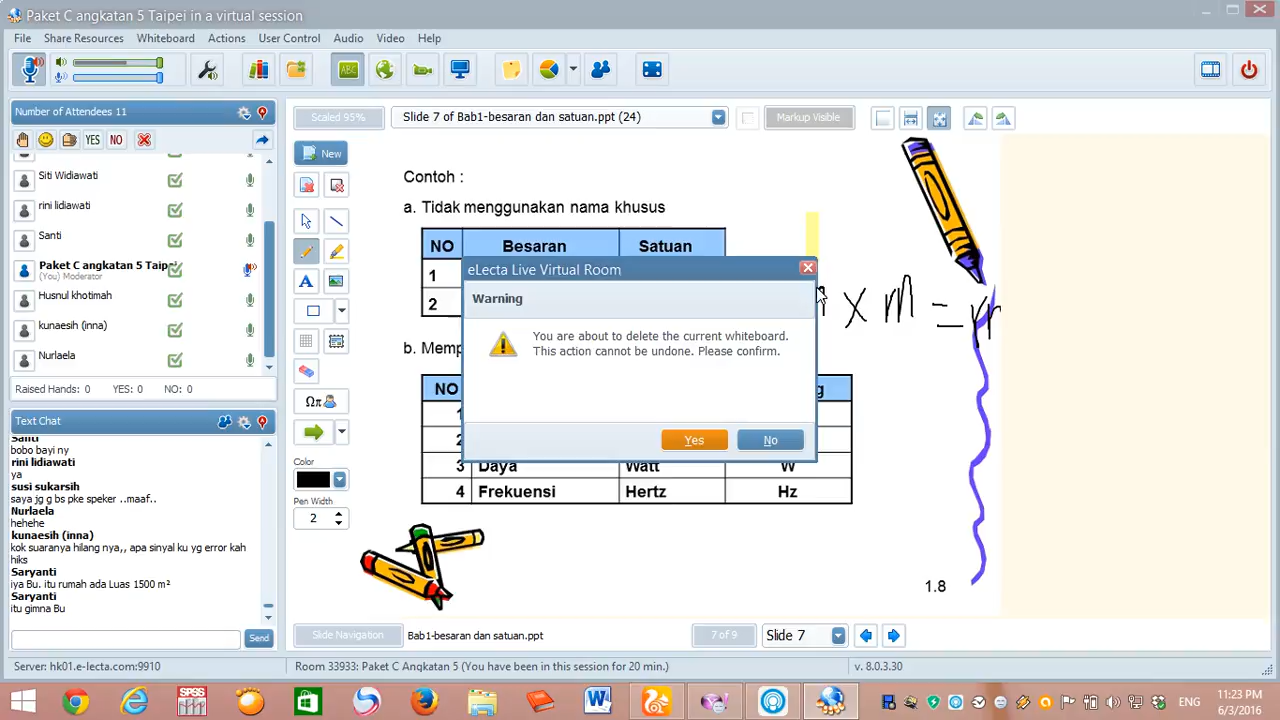 Paket C angkatan 5 Taipei in a virtual session
File Share Resources Whiteboard Actions User Control Audio Video Help
Number of Attendees 11
YES NO
Siti Widiawati
rini lidiawati
Santi
Paket C angkatan 5 Taip
(You) Moderator
Husnul khotimah
kunaesih (inna)
Nurlaela
Raised Hands: 0 YES: 0 NO: 0
Text Chat
Santi
bobo bayi ny
rini lidiawati
ya
susi sukarsih
saya jg g bs pke speker ..maaf..
Nurlaela
hehehe
kunaesih (inna)
kok suaranya hilang nya,, apa sinyal ku yg error kah
hiks
Saryanti
iya Bu. itu rumah ada Luas 1500 m²
Saryanti
itu gimna Bu
Send
Scaled 95% Slide 7 of Bab1-besaran dan satuan.ppt (24) Markup Visible
New
ABC
A
Ωπ
Color
Pen Width
2
Contoh :
a. Tidak menggunakan nama khusus
NO Besaran Satuan
1
2
x m = m
b. Memp
NO g
3 Daya Watt W
4 Frekuensi Hertz Hz
1.8
eLecta Live Virtual Room
Warning
You are about to delete the current whiteboard.
This action cannot be undone. Please confirm.
Yes No
Slide Navigation Bab1-besaran dan satuan.ppt 7 of 9 Slide 7
Server: hk01.e-lecta.com:9910 Room 33933: Paket C Angkatan 5 (You have been in this session for 20 min.) v. 8.0.3.30
SPSS
ENG
11:23 PM
6/3/2016